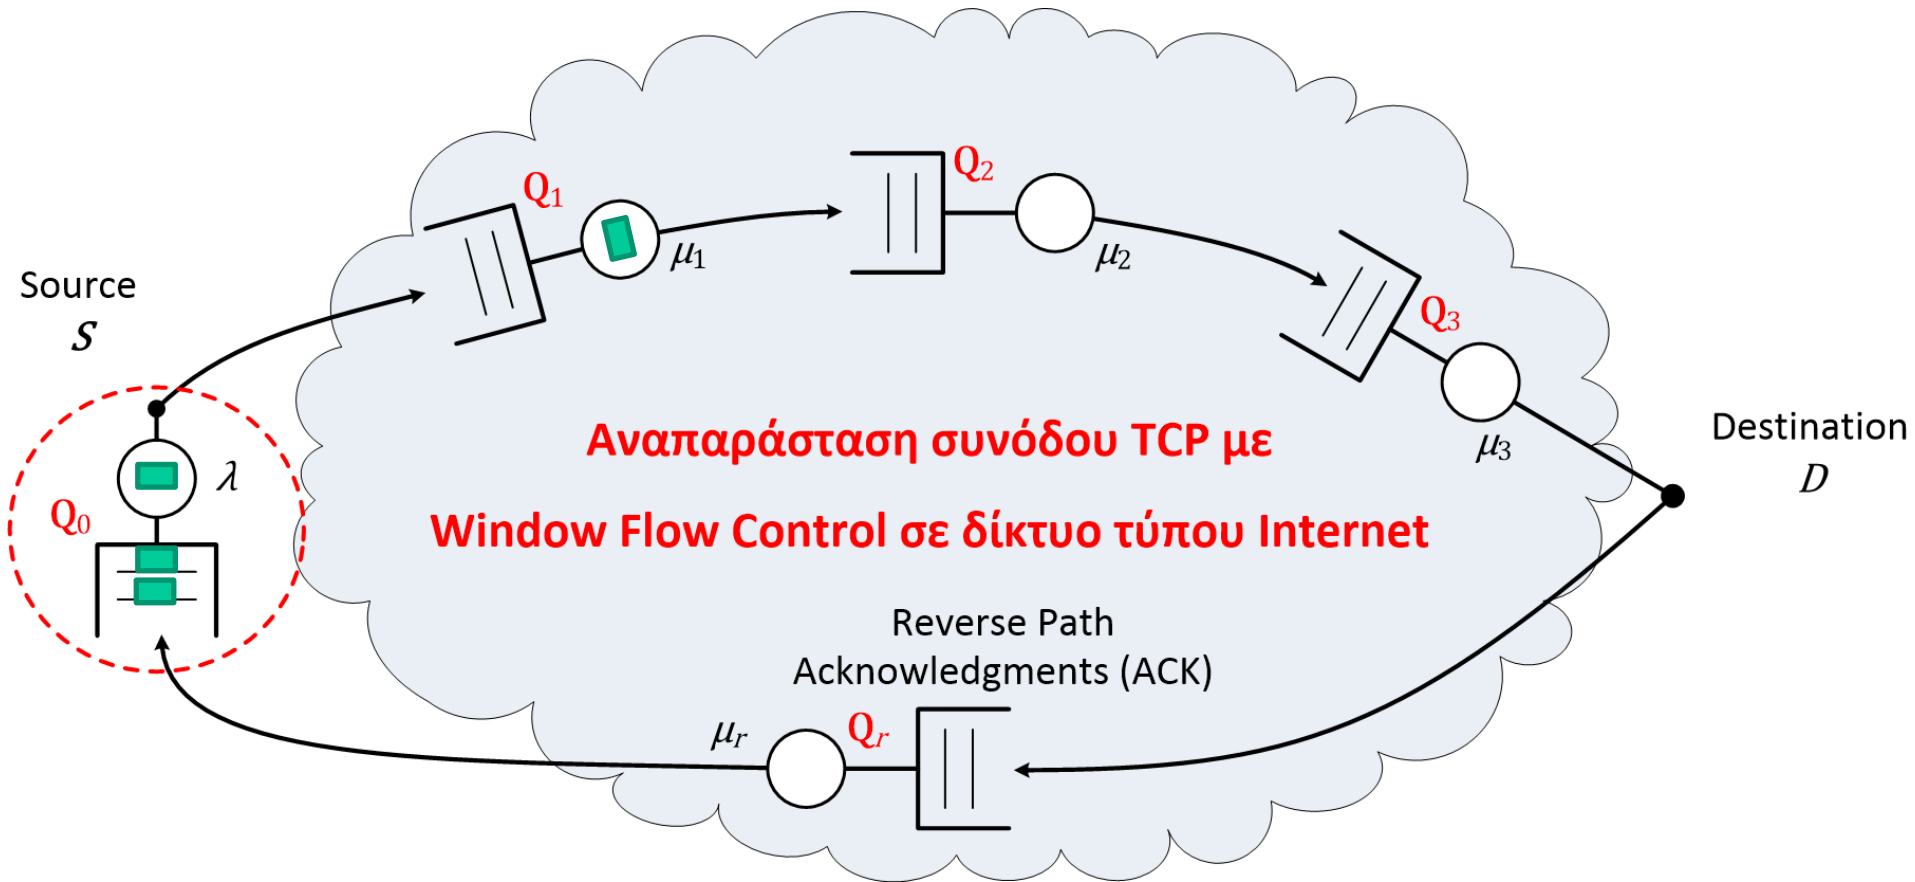 Q1
μ1
Q2
μ2
Q3
μ3
Source
S
λ
Q0
Αναπαράσταση συνόδου TCP με
Window Flow Control σε δίκτυο τύπου Internet
Destination
D
Reverse Path
Acknowledgments (ACK)
μr
Qr